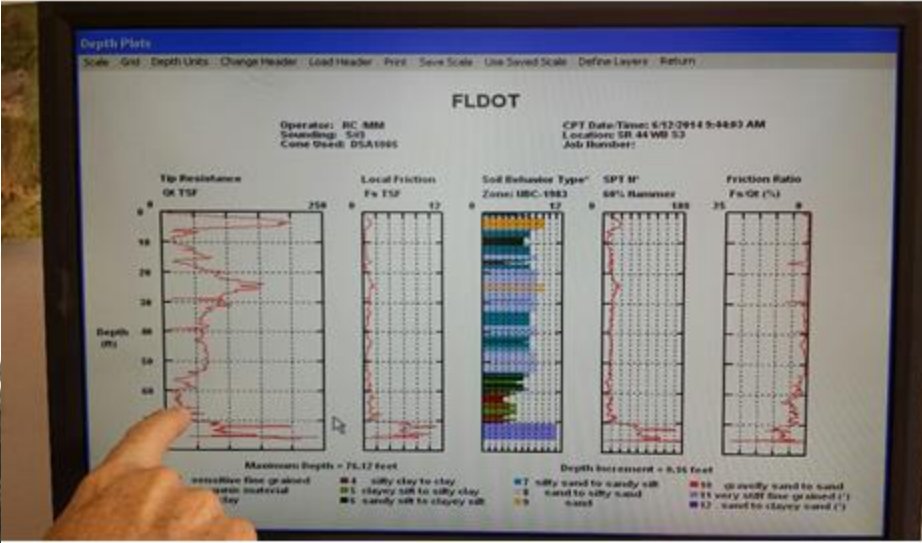 Depth Plots
Scale Grid Depth Units Change Header Load Header Print Save Scale Use Saved Scale Define Layers Return
FLDOT
Operator: RC MM
CPT Date/Time: 6/12/2014 9:44:03 AM
Location: SR 44 WB 53
Cone Used: DSA1005
Job Number:
Tip Resistance Local Friction Soil Behavior Type* SPT N* Friction Ratio
Qt TSF Fs TSF Zone: UBC-1983 60% Hammer Fs/Qt (%)
0 250 0 12 0 12 0 100 25 0
0
10
20
30
40
50
60
Depth
(ft)
Maximum Depth = 76.12 feet
Depth Increment = 0.16 feet
sensitive fine grained 4 silty clay to clay 7 silty sand to sandy silt 10 gravelly sand to sand
material 5 clayey silt to silty clay 8 sand to silty sand 11 very stiff fine grained (*)
clay 6 sandy silt to clayey silt 9 sand 12 sand to clayey sand (*)